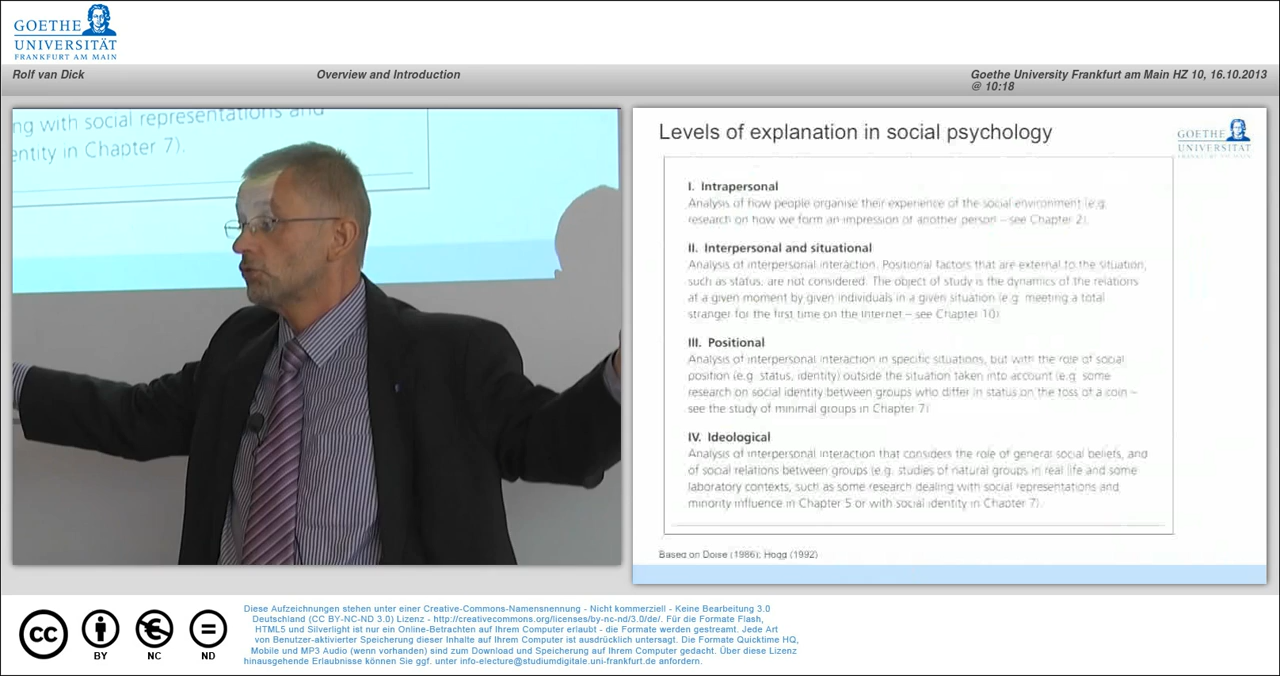 GOETHE
UNIVERSITÄT
FRANKFURT AM MAIN
Rolf van Dick
Overview and Introduction
Goethe University Frankfurt am Main HZ 10, 16.10.2013
@ 10:18
ng with social representations and
entity in Chapter 7).
Levels of explanation in social psychology
GOETHE
UNIVERSITÄT
FRANKFURT AM MAIN
I. Intrapersonal
Analysis of how people organise their experience of the social environment (e.g.
research on how we form an impression of another person – see Chapter 2).
II. Interpersonal and situational
Analysis of interpersonal interaction. Positional factors that are external to the situation,
such as status, are not considered. The object of study is the dynamics of the relations
at a given moment by given individuals in a given situation (e.g. meeting a total
stranger for the first time on the Internet – see Chapter 10)
III. Positional
Analysis of interpersonal interaction in specific situations, but with the role of social
position (e.g. status, identity) outside the situation taken into account (e.g. some
research on social identity between groups who differ in status on the toss of a coin –
see the study of minimal groups in Chapter 7)
IV. Ideological
Analysis of interpersonal interaction that considers the role of general social beliefs, and
of social relations between groups (e.g. studies of natural groups in real life and some
laboratory contexts, such as some research dealing with social representations and
minority influence in Chapter 5 or with social identity in Chapter 7).
Based on Doise (1986); Hogg (1992)
cc
BY
NC
ND
Diese Aufzeichnungen stehen unter einer Creative-Commons-Namensnennung - Nicht kommerziell - Keine Bearbeitung 3.0
Deutschland (CC BY-NC-ND 3.0) Lizenz - http://creativecommons.org/licenses/by-nc-nd/3.0/de/. Für die Formate Flash,
HTML5 und Silverlight ist nur ein Online-Betrachten auf Ihrem Computer erlaubt - die Formate werden gestreamt. Jede Art
von Benutzer-aktivierter Speicherung dieser Inhalte auf Ihrem Computer ist ausdrücklich untersagt. Die Formate Quicktime HQ,
Mobile und MP3 Audio (wenn vorhanden) sind zum Download und Speicherung auf Ihrem Computer gedacht. Über diese Lizenz
hinausgehende Erlaubnisse können Sie ggf. unter info-electure@studiumdigitale.uni-frankfurt.de anfordern.